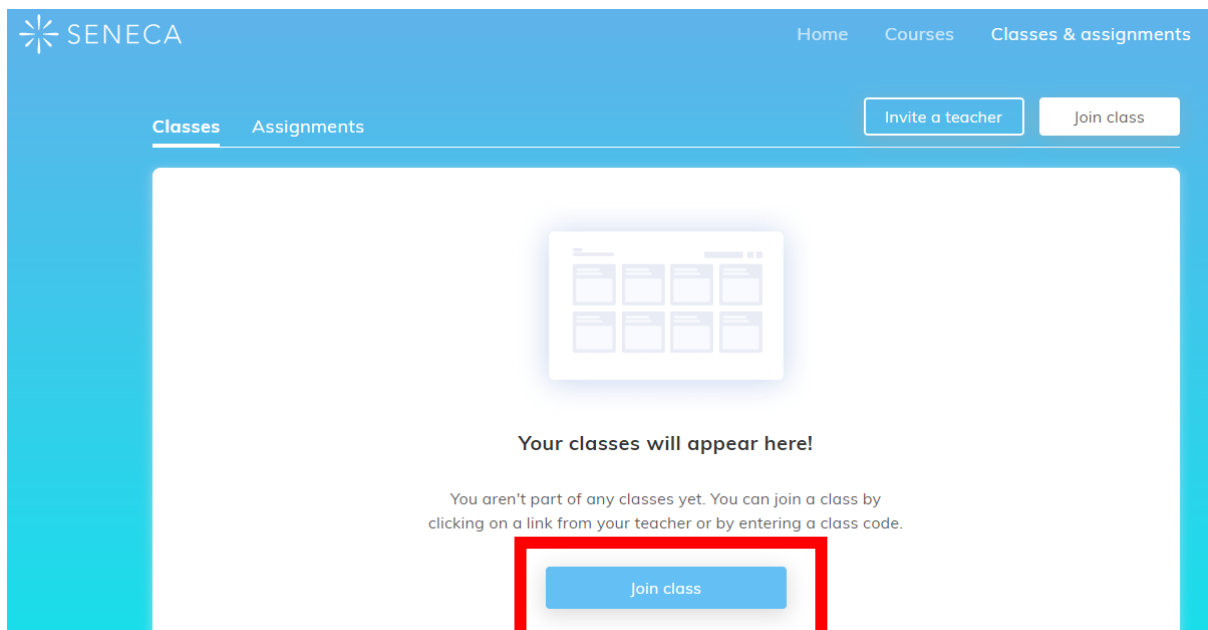 SENECA
Home Courses Classes & assignments
Classes Assignments
Invite a teacher Join class
Your classes will appear here!
You aren't part of any classes yet. You can join a class by
clicking on a link from your teacher or by entering a class code.
Join class